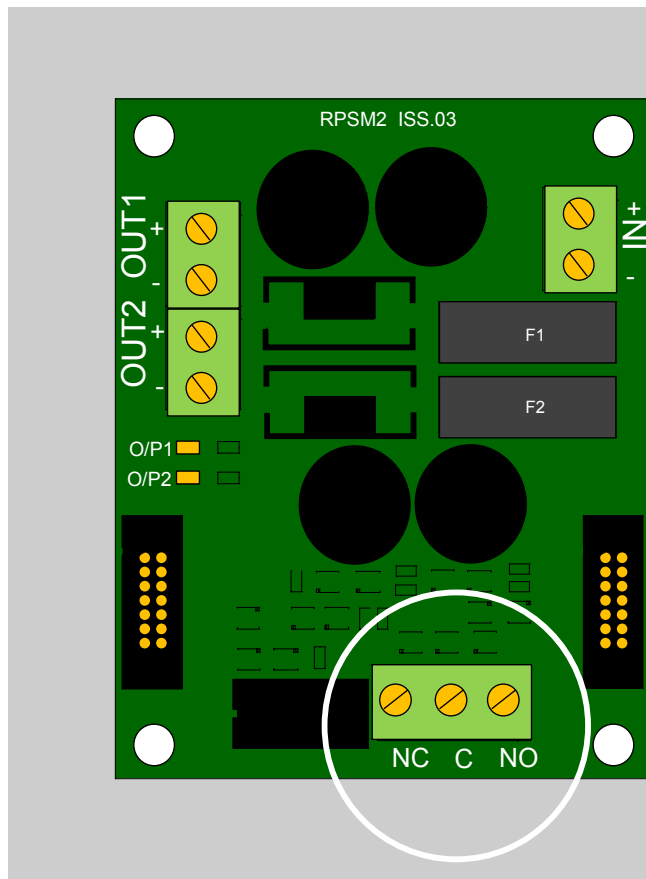 RPSM2 ISS.03
OUT1
+
-
OUT2
+
-
IN
+
-
F1
F2
O/P1
O/P2
NC C NO